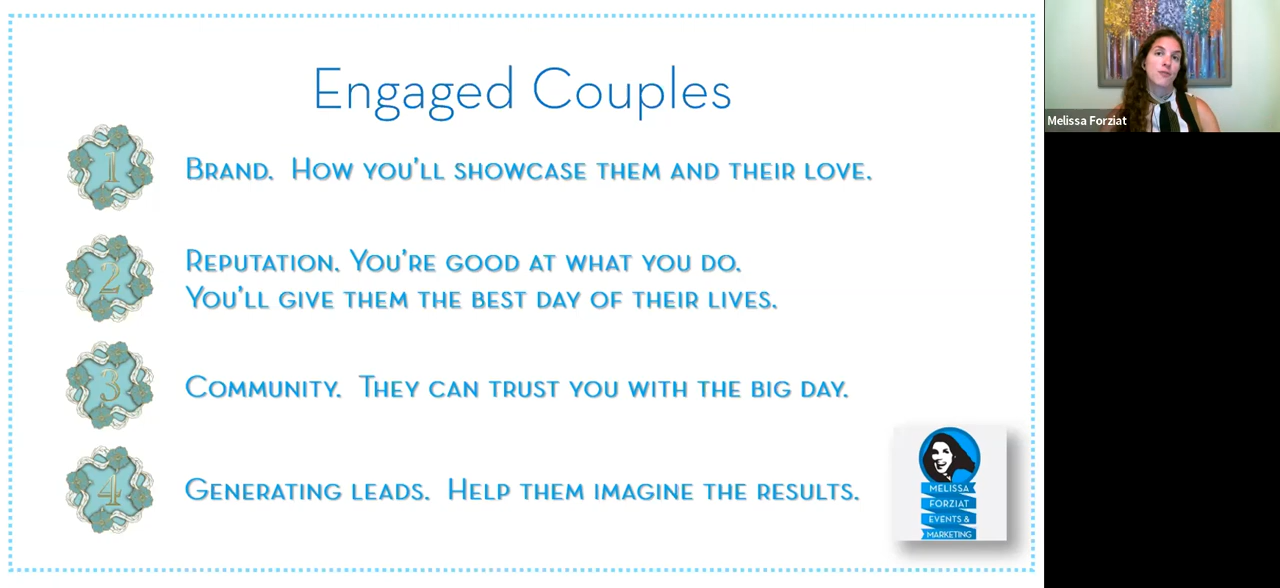 Engaged Couples
1
Brand. How you'll showcase them and their love.
2
Reputation. You're good at what you do.
You'll give them the best day of their lives.
3
Community. They can trust you with the big day.
4
Generating leads. Help them imagine the results.
MELISSA
FORZIAT
EVENTS &
MARKETING
Melissa Forziat